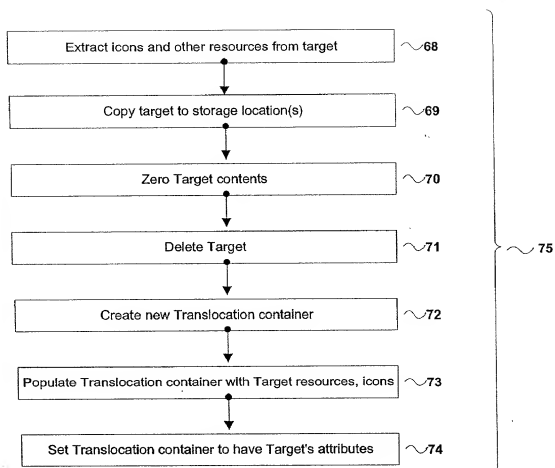 Extract icons and other resources from target 68
Copy target to storage location(s) 69
Zero Target contents 70
Delete Target 71
75
Create new Translocation container 72
Populate Translocation container with Target resources, icons 73
Set Translocation container to have Target's attributes 74